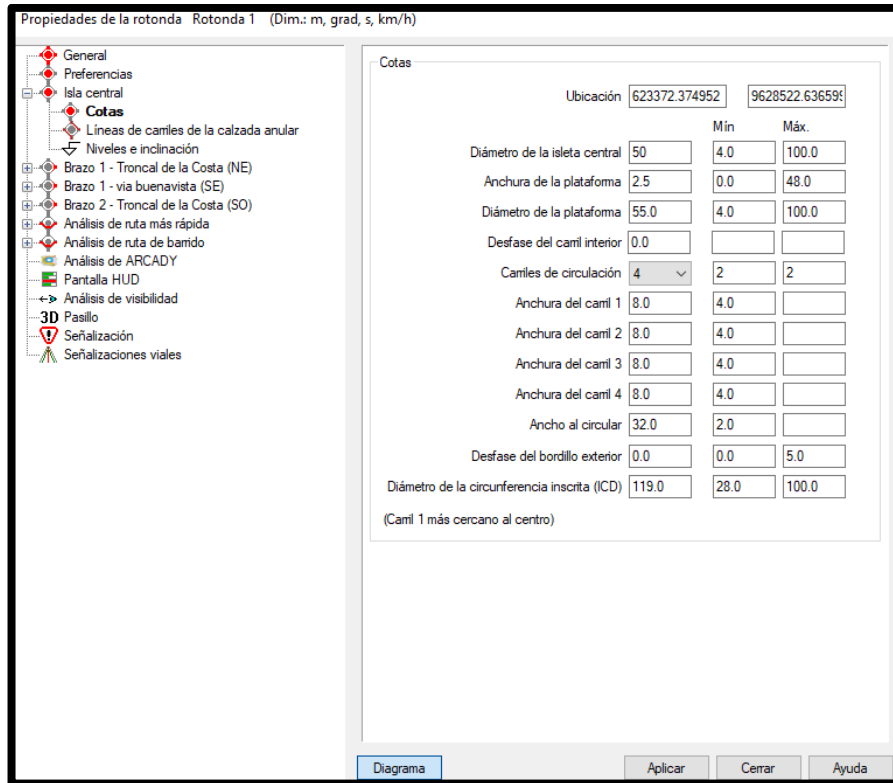 Propiedades de la rotonda Rotonda 1 (Dim.: m, grad, s, km/h)
General
Preferencias
Isla central
Cotas
Líneas de carriles de la calzada anular
Niveles e inclinación
Brazo 1 - Troncal de la Costa (NE)
Brazo 1 - via buenavista (SE)
Brazo 2 - Troncal de la Costa (SO)
Análisis de ruta más rápida
Análisis de ruta de barrido
Análisis de ARCADY
Pantalla HUD
Análisis de visibilidad
3D Pasillo
Señalización
Señalizaciones viales
Cotas
Ubicación 623372.374952 9628522.636599
Mín Máx.
Diámetro de la isleta central 50 4.0 100.0
Anchura de la plataforma 2.5 0.0 48.0
Diámetro de la plataforma 55.0 4.0 100.0
Desfase del carril interior 0.0
Carriles de circulación 4 2 2
Anchura del carril 1 8.0 4.0
Anchura del carril 2 8.0 4.0
Anchura del carril 3 8.0 4.0
Anchura del carril 4 8.0 4.0
Ancho al circular 32.0 2.0
Desfase del bordillo exterior 0.0 0.0 5.0
Diámetro de la circunferencia inscrita (ICD) 119.0 28.0 100.0
(Carril 1 más cercano al centro)
Diagrama Aplicar Cerrar Ayuda